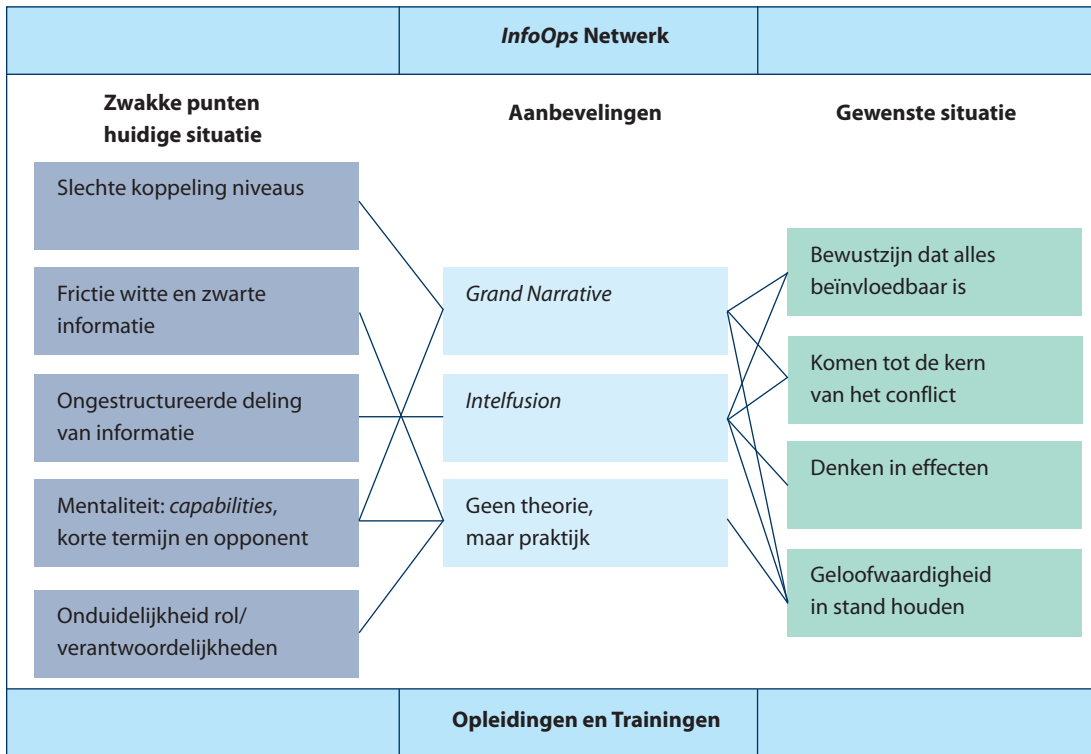 InfoOps Netwerk
Zwakke punten
huidige situatie
Slechte koppeling niveaus
Frictie witte en zwarte
informatie
Ongestructureerde deling
van informatie
Mentaliteit: capabilities,
korte termijn en opponent
Onduidelijkheid rol/
verantwoordelijkheden
Aanbevelingen
Grand Narrative
Intelfusion
Geen theorie,
maar praktijk
Gewenste situatie
Bewustzijn dat alles
beïnvloedbaar is
Komen tot de kern
van het conflict
Denken in effecten
Geloofwaardigheid
in stand houden
Opleidingen en Trainingen